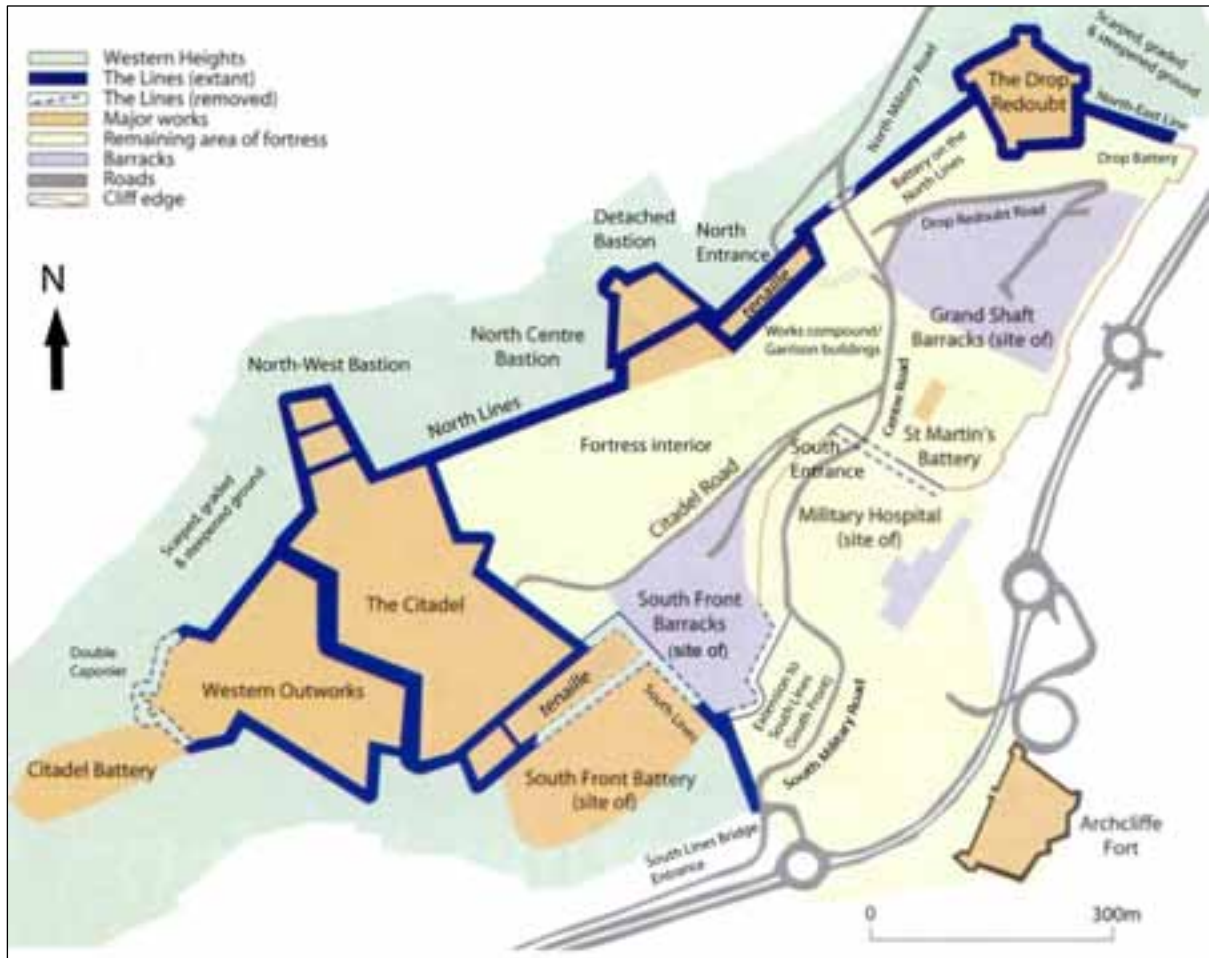 Western Heights
The Lines (extant)
The Lines (removed)
Major works
Remaining area of fortress
Barracks
Roads
Cliff edge
N
Scarped, graded
& steepened ground
The Drop
Redoubt
North-East Line
North Military Road
Drop Battery
Battery on the
North Lines
Drop Redoubt Road
Detached
Bastion
North
Entrance
tenaille
Grand Shaft
Barracks (site of)
Works compound/
Garrison buildings
North Centre
Bastion
North-West Bastion
North Lines
Centre Road
St Martin's
Battery
Fortress interior
South
Entrance
Citadel Road
Military Hospital
(site of)
Scarped, graded
& steepened ground
The Citadel
South Front
Barracks
(site of)
Double
Caponier
Western Outworks
tenaille
South Lines
Extension to
South Lines
(South Front)
South Military Road
Citadel Battery
South Front Battery
(site of)
South Lines Bridge
Entrance
Archcliffe
Fort
0
300m